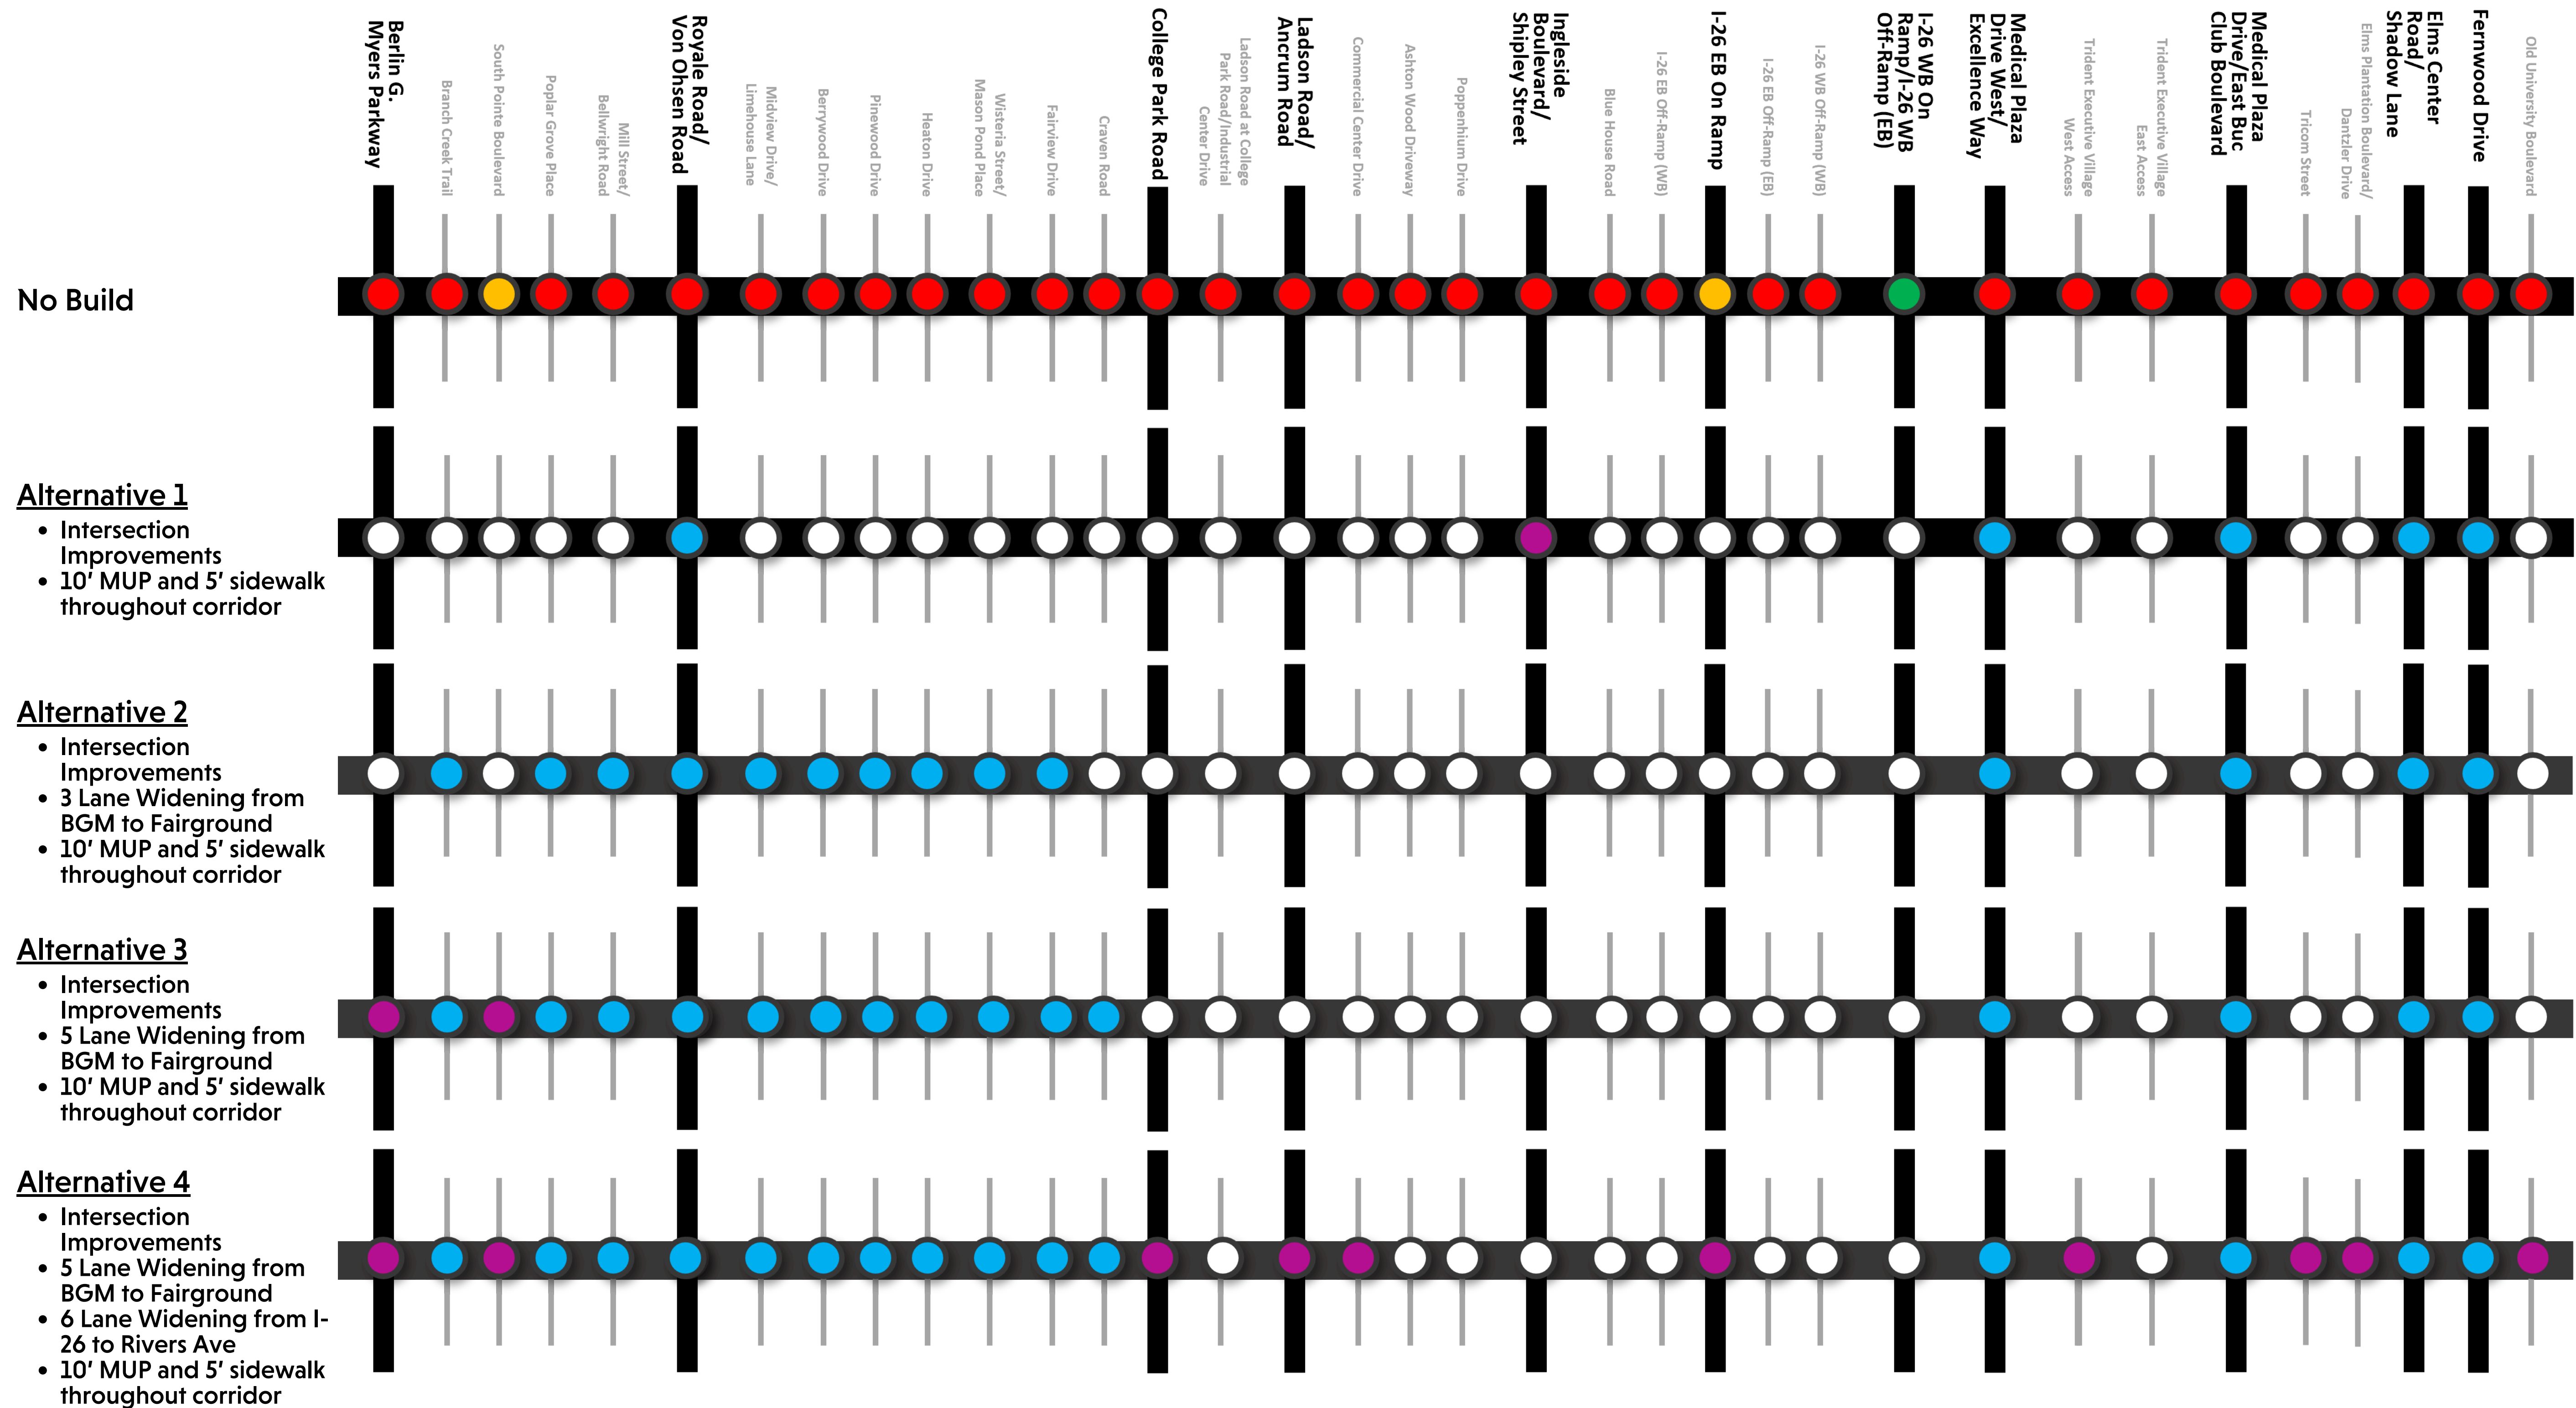 Berlin G.
Myers Parkway
Branch Creek Trail
South Pointe Boulevard
Poplar Grove Place
Mill Street/
Bellwright Road
Royale Road/
Von Ohsen Road
Midview Drive/
Limehouse Lane
Berrywood Drive
Pinewood Drive
Heaton Drive
Wisteria Street/
Mason Pond Place
Fairview Drive
Craven Road
College Park Road
Ladson Road at College
Park Road/Industrial
Center Drive
Ladson Road/
Ancrum Road
Commercial Center Drive
Ashton Wood Driveway
Poppenhium Drive
Ingleside
Boulevard/
Shipley Street
Blue House Road
I-26 EB Off-Ramp (WB)
I-26 EB On Ramp
I-26 EB Off-Ramp (EB)
I-26 WB Off-Ramp (WB)
I-26 WB On
Ramp/I-26 WB
Off-Ramp (EB)
Medical Plaza
Drive West/
Excellence Way
Trident Executive Village
West Access
Trident Executive Village
East Access
Medical Plaza
Drive/East Buc
Club Boulevard
Tricom Street
Elms Plantation Boulevard/
Dantzler Drive
Elms Center
Road/
Shadow Lane
Fernwood Drive
Old University Boulevard
No Build
Alternative 1
• Intersection
Improvements
• 10' MUP and 5' sidewalk
throughout corridor
Alternative 2
• Intersection
Improvements
• 3 Lane Widening from
BGM to Fairground
• 10' MUP and 5' sidewalk
throughout corridor
Alternative 3
• Intersection
Improvements
• 5 Lane Widening from
BGM to Fairground
• 10' MUP and 5' sidewalk
throughout corridor
Alternative 4
• Intersection
Improvements
• 5 Lane Widening from
BGM to Fairground
• 6 Lane Widening from I-
26 to Rivers Ave
• 10' MUP and 5' sidewalk
throughout corridor